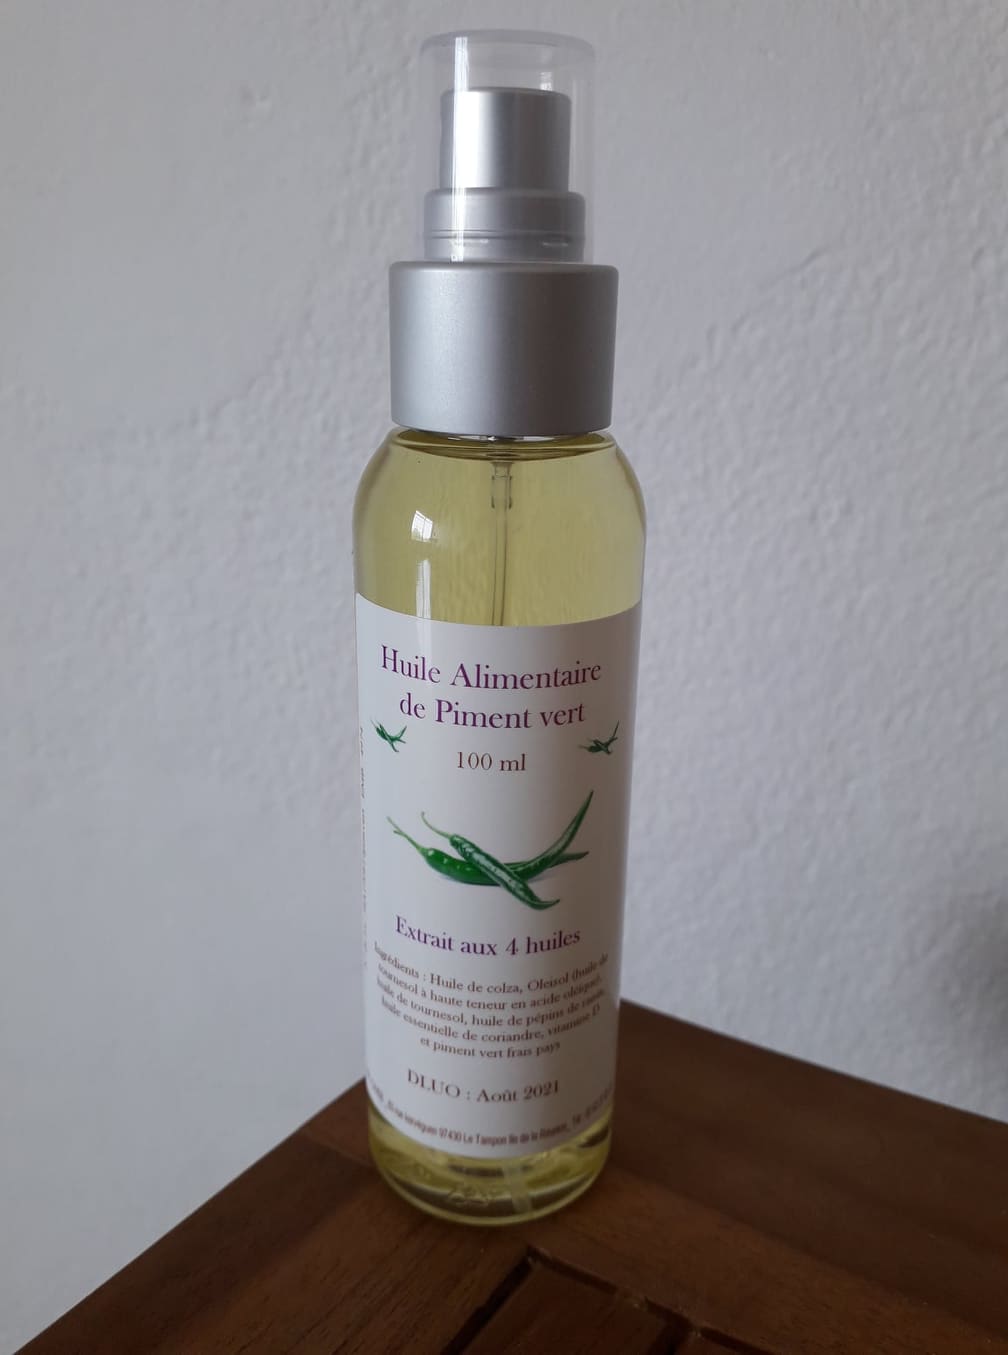 Huile Alimentaire
de Piment vert
100 ml
Extrait aux 4 huiles
Ingrédients : Huile de colza, Oleisol (huile de
tournesol à haute teneur en acide oléique),
huile de tournesol, huile de pépins de
huile essentielle de coriandre, vitamine E
et piment vert frais pays
DLUO : Août 2021
97430 Le Tampon Ile de la Réunion, Tél